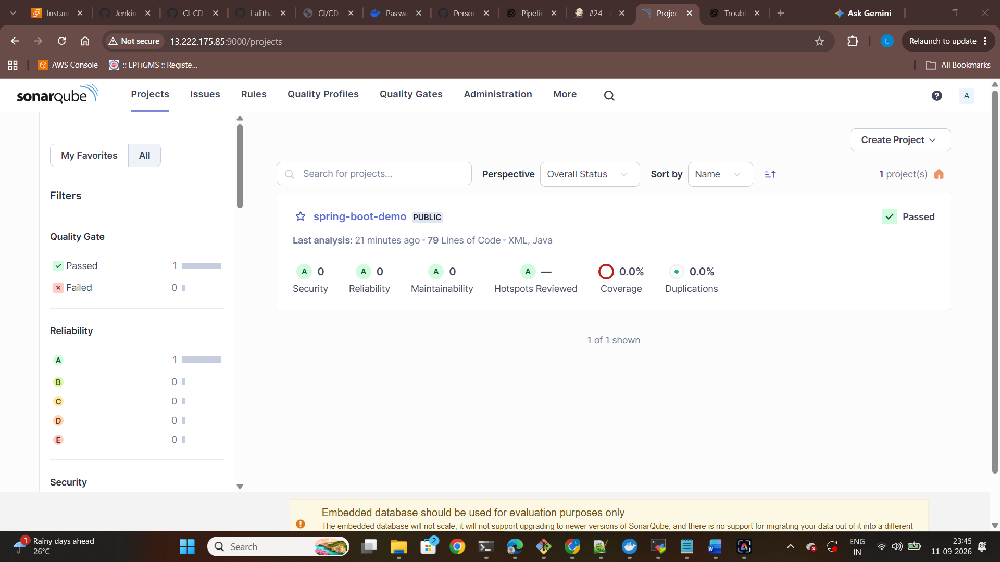 Instan
Jenkin
CI_CD_
Lalitha
CI/CD
Passw
Person
Pipelin
#24 -
Projec
Troubl
Ask Gemini
Not secure
13.222.175.85:9000/projects
L
Relaunch to update
AWS Console
:: EPFiGMS :: Registe...
All Bookmarks
sonarqube
Projects
Issues
Rules
Quality Profiles
Quality Gates
Administration
More
?
A
My Favorites
All
Create Project
Search for projects...
Perspective
Overall Status
Sort by
Name
1 project(s)
Filters
Quality Gate
Passed 1
Failed 0
Reliability
A 1
B 0
C 0
D 0
E 0
Security
spring-boot-demo
PUBLIC
Passed
Last analysis: 21 minutes ago • 79 Lines of Code • XML, Java
A 0
Security
A 0
Reliability
A 0
Maintainability
A —
Hotspots Reviewed
0.0%
Coverage
0.0%
Duplications
1 of 1 shown
Embedded database should be used for evaluation purposes only
The embedded database will not scale, it will not support upgrading to newer versions of SonarQube, and there is no support for migrating your data out of it into a different
1
Rainy days ahead
26°C
Search
2
ENG
IN
23:45
11-09-2026